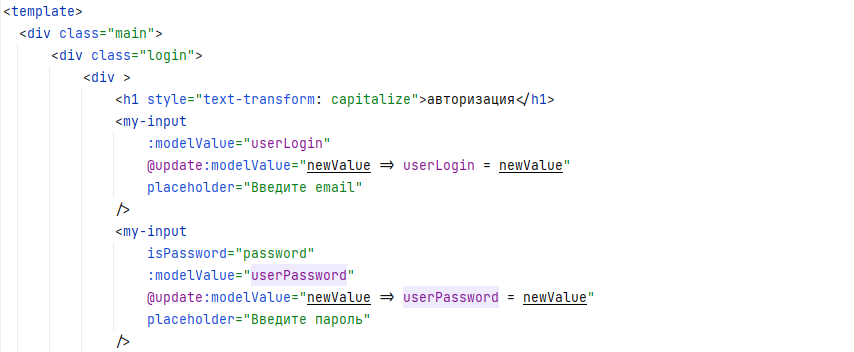 <template>
<div class="main">
<div class="login">
<div >
<h1 style="text-transform: capitalize">авторизация</h1>
<my-input
:modelValue="userLogin"
@update:modelValue="newValue => userLogin = newValue"
placeholder="Введите email"
/>
<my-input
isPassword="password"
:modelValue="userPassword"
@update:modelValue="newValue => userPassword = newValue"
placeholder="Введите пароль"
/>